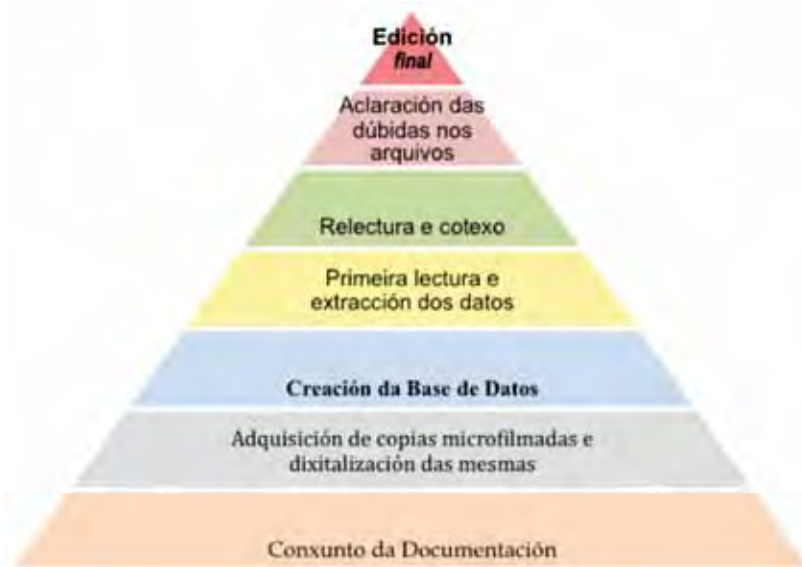 Edición
final
Aclaración das
dúbidas nos
arquivos
Relectura e cotexo
Primeira lectura e
extracción dos datos
Creación da Base de Datos
Adquisición de copias microfilmadas e
dixitalización das mesmas
Conxunto da Documentación